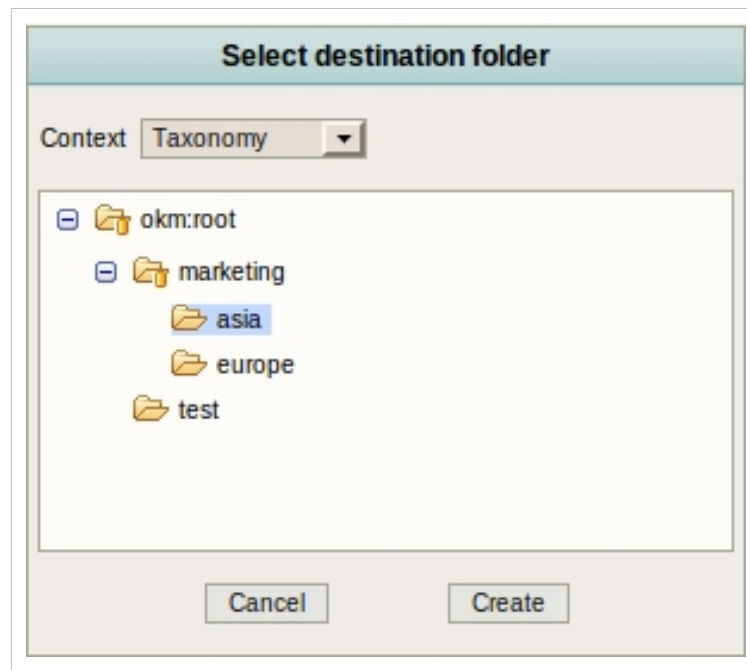 Select destination folder
Context Taxonomy
okm:root
marketing
asia
europe
test
Cancel Create